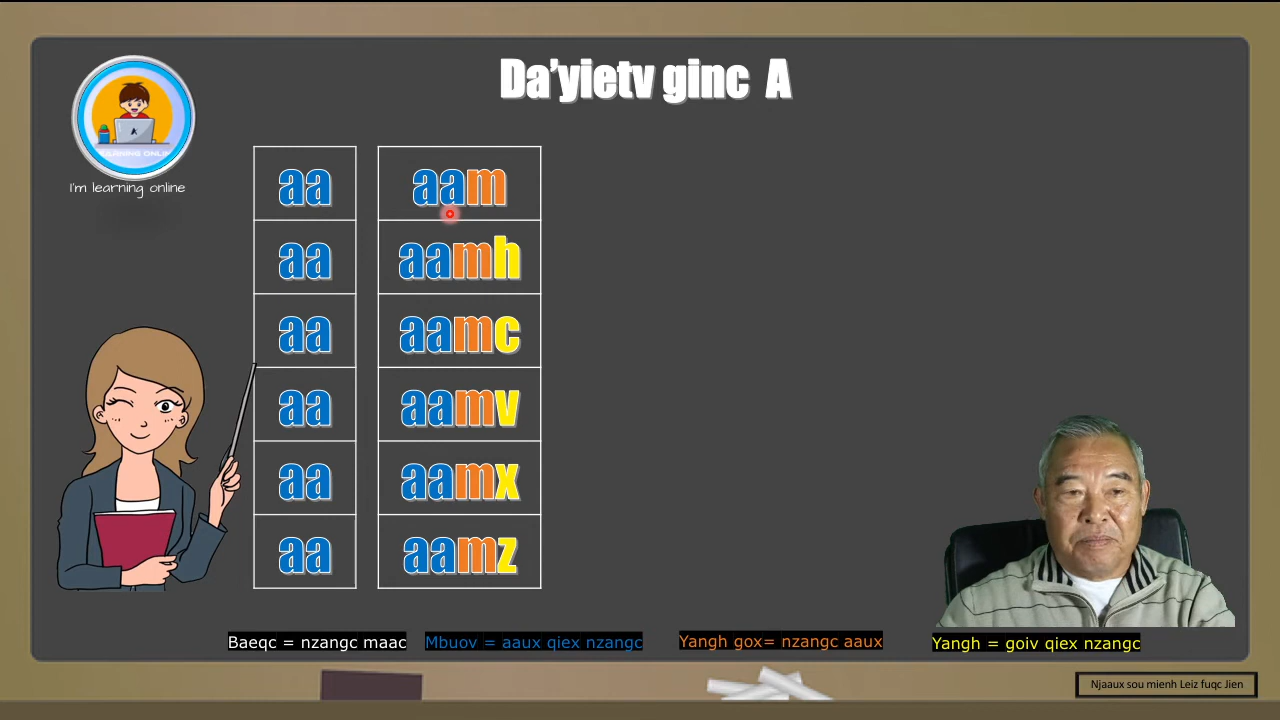 Da'yietv ginc A
I'm learning online
aa aam
aa aamh
aa aamc
aa aamv
aa aamx
aa aamz
Baeqc = nzangc maac
Mbuov = aaux qiex nzangc
Yangh gox= nzangc aaux
Yangh = goiv qiex nzangc
Njaaux sou mienh Leiz fuqc Jien